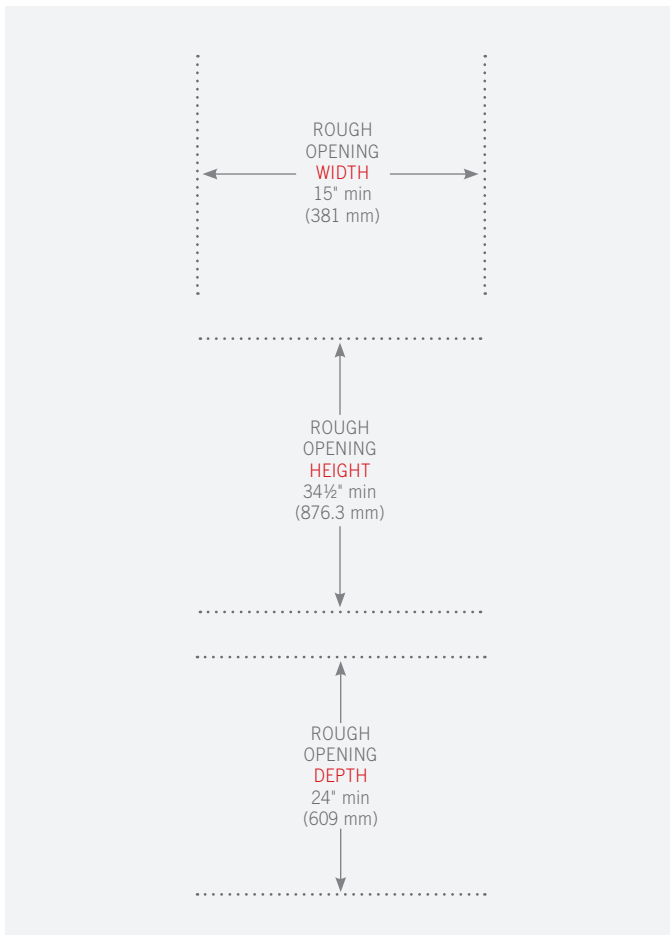 ROUGH
OPENING
WIDTH
15" min
(381 mm)
ROUGH
OPENING
HEIGHT
34½" min
(876.3 mm)
ROUGH
OPENING
DEPTH
24" min
(609 mm)